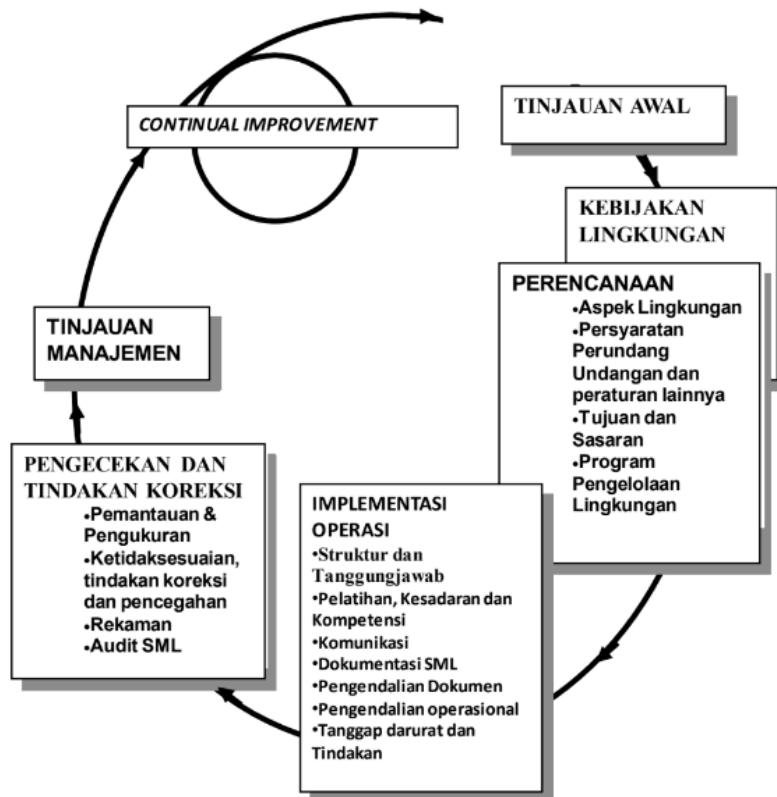 CONTINUAL IMPROVEMENT
TINJAUAN AWAL
KEBIJAKAN
LINGKUNGAN
PERENCANAAN
•Aspek Lingkungan
•Persyaratan
Perundang
Undangan dan
peraturan lainnya
•Tujuan dan
Sasaran
•Program
Pengelolaan
Lingkungan
IMPLEMENTASI
OPERASI
•Struktur dan
Tanggungjawab
•Pelatihan, Kesadaran dan
Kompetensi
•Komunikasi
•Dokumentasi SML
•Pengendalian Dokumen
•Pengendalian operasional
•Tanggap darurat dan
Tindakan
PENGECEKAN DAN
TINDAKAN KOREKSI
•Pemantauan &
Pengukuran
•Ketidaksesuaian,
tindakan koreksi
dan pencegahan
•Rekaman
•Audit SML
TINJAUAN
MANAJEMEN